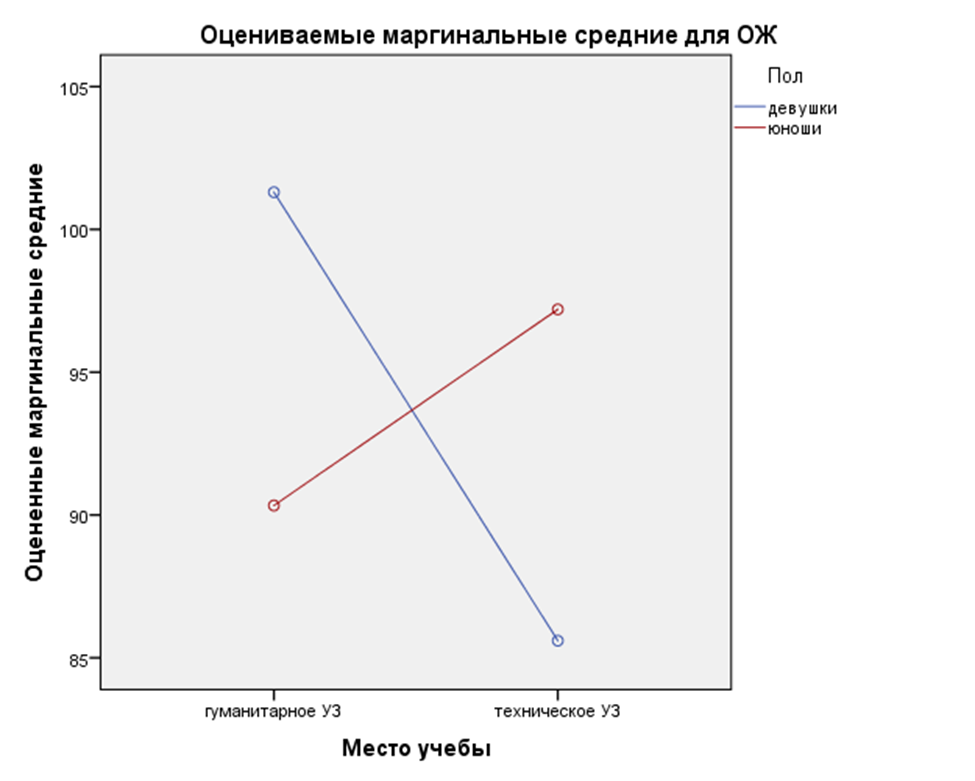 Оцениваемые маргинальные средние для ОЖ
Пол
девушки
юноши
Оцененные маргинальные средние
105
100
95
90
85
гуманитарное УЗ
техническое УЗ
Место учебы